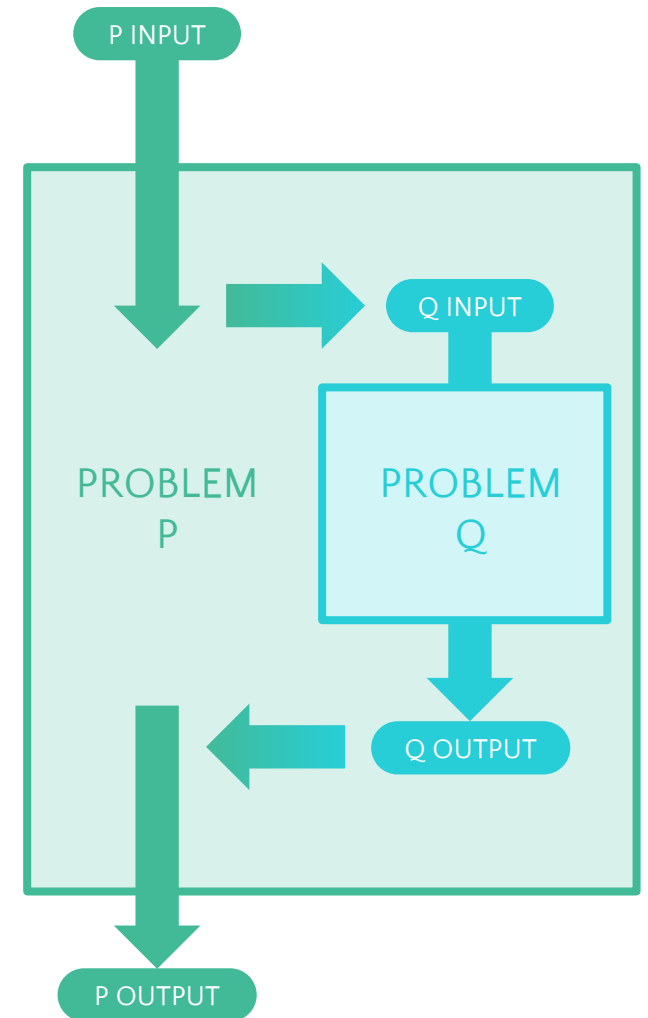 P INPUT
Q INPUT
PROBLEM
P
PROBLEM
Q
Q OUTPUT
P OUTPUT